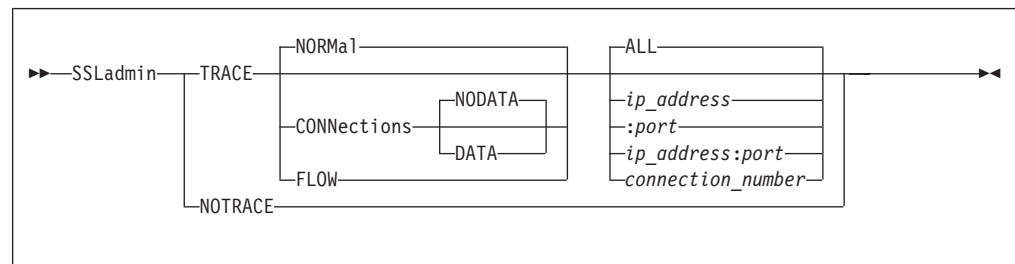 NORMal ALL
SSLadmin TRACE
NODATA ip_address
CONNections :port
DATA ip_address:port
FLOW connection_number
NOTRACE